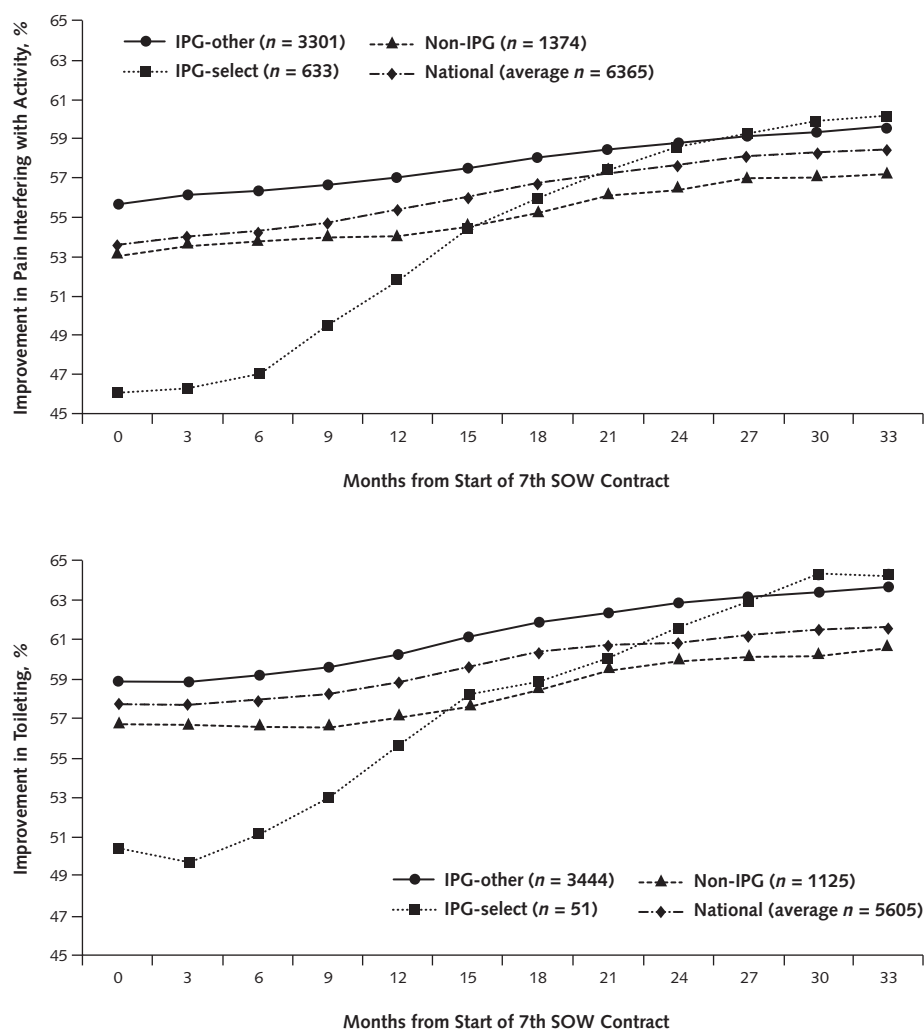 Improvement in Pain Interfering with Activity, %
65
63
61
59
57
55
53
51
49
47
45
IPG-other (n = 3301)
Non-IPG (n = 1374)
IPG-select (n = 633)
National (average n = 6365)
0 3 6 9 12 15 18 21 24 27 30 33
Months from Start of 7th SOW Contract
Improvement in Toileting, %
65
63
61
59
57
55
53
51
49
47
45
IPG-other (n = 3444)
Non-IPG (n = 1125)
IPG-select (n = 51)
National (average n = 5605)
0 3 6 9 12 15 18 21 24 27 30 33
Months from Start of 7th SOW Contract